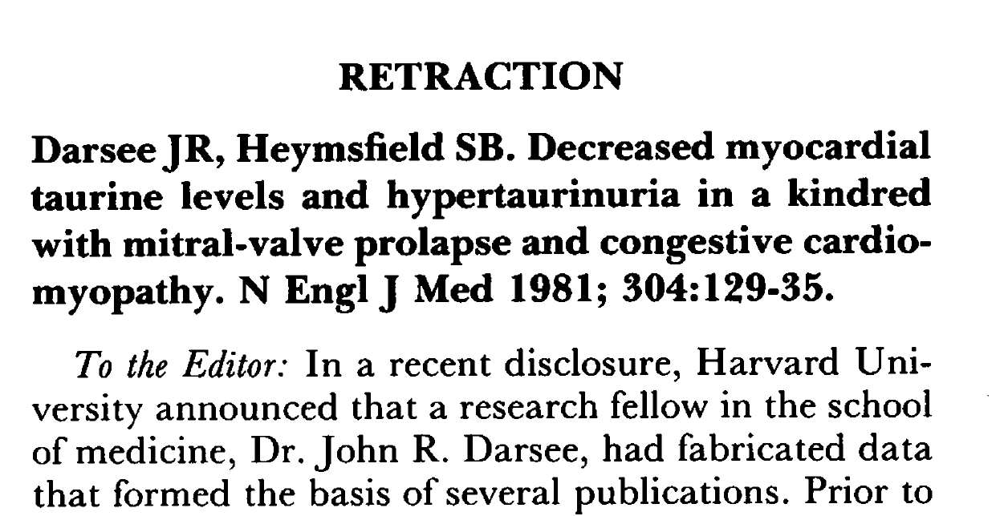 RETRACTION
Darsee JR, Heymsfield SB. Decreased myocardial
taurine levels and hypertaurinuria in a kindred
with mitral-valve prolapse and congestive cardio-
myopathy. N Engl J Med 1981; 304:129-35.
To the Editor: In a recent disclosure, Harvard Uni-
versity announced that a research fellow in the school
of medicine, Dr. John R. Darsee, had fabricated data
that formed the basis of several publications. Prior to